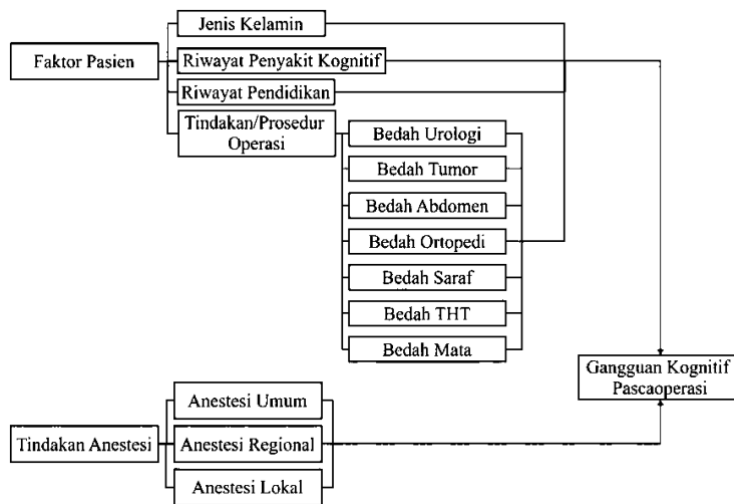 Faktor Pasien
Jenis Kelamin
Riwayat Penyakit Kognitif
Riwayat Pendidikan
Tindakan/Prosedur
Operasi
Bedah Urologi
Bedah Tumor
Bedah Abdomen
Bedah Ortopedi
Bedah Saraf
Bedah THT
Bedah Mata
Gangguan Kognitif
Pascaoperasi
Tindakan Anestesi
Anestesi Umum
Anestesi Regional
Anestesi Lokal